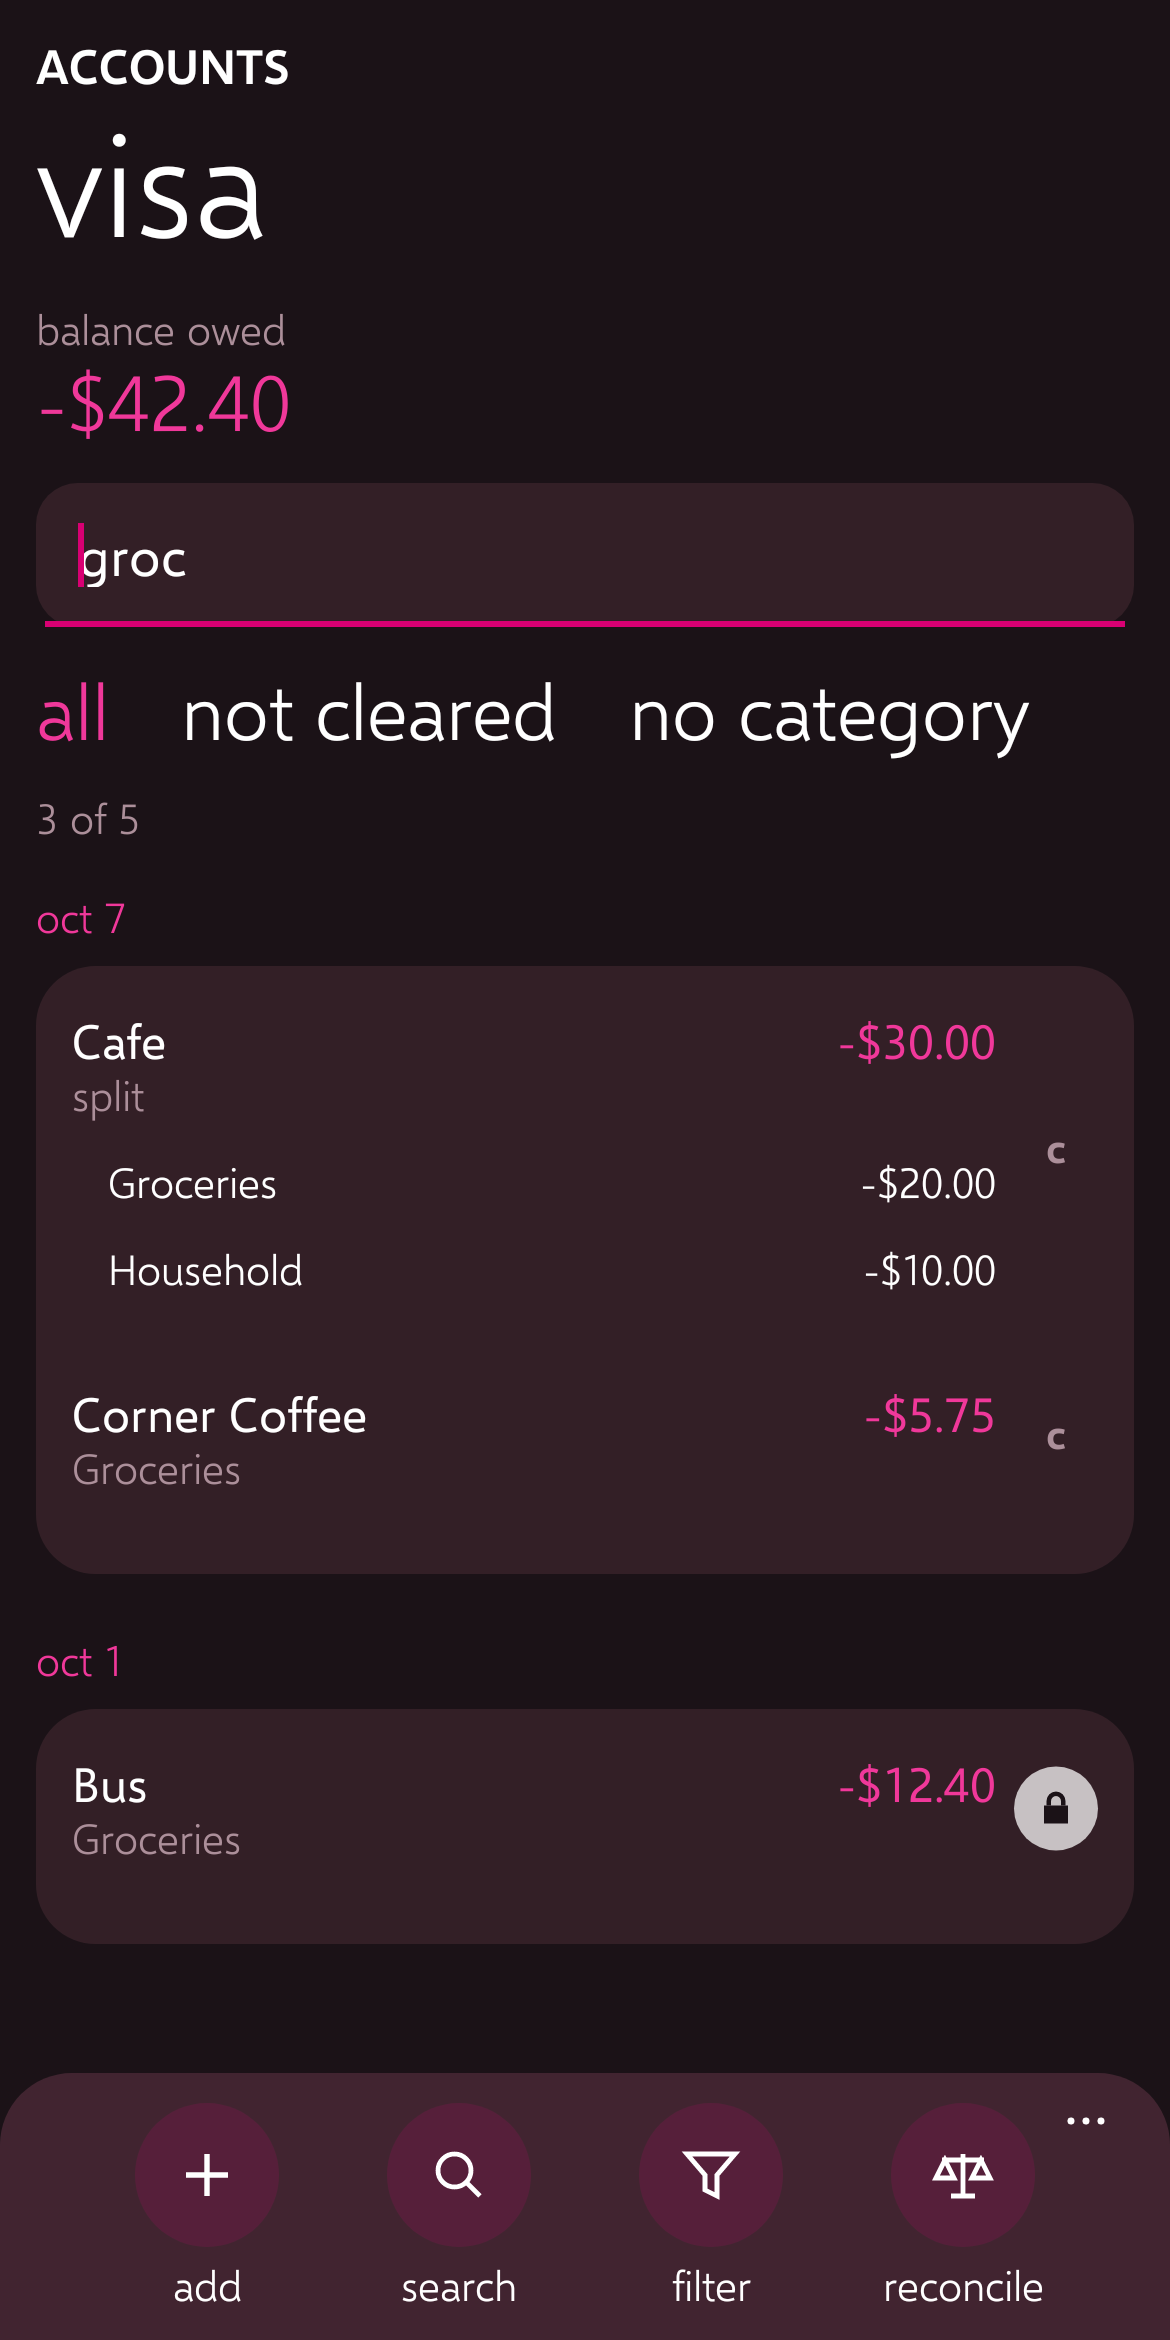 ACCOUNTS
visa
balance owed
-$42.40
groc
all not cleared no category
3 of 5
oct 7
Cafe -$30.00
split
c
Groceries -$20.00
Household -$10.00
Corner Coffee -$5.75
c
Groceries
oct 1
Bus -$12.40
Groceries
...
add search filter reconcile